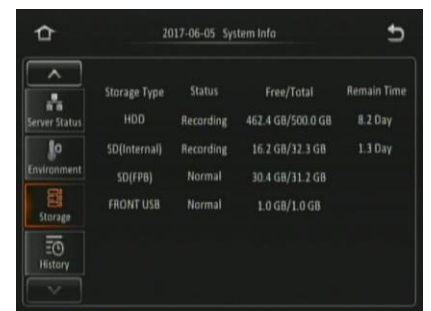 2017-06-05 System Info
Server Status
Environment
Storage
History
Storage Type Status Free/Total Remain Time
HDD Recording 462.4 GB/500.0 GB 8.2 Day
SD(Internal) Recording 16.2 GB/32.3 GB 1.3 Day
SD(FPB) Normal 30.4 GB/31.2 GB
FRONT USB Normal 1.0 GB/1.0 GB